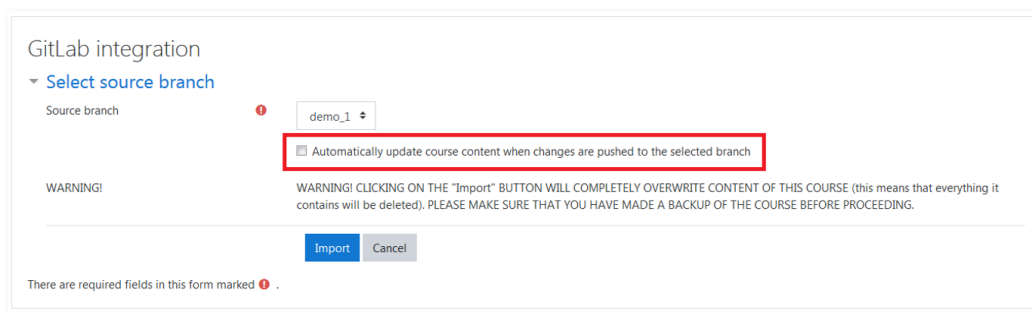 GitLab integration
Select source branch
Source branch
demo_1
Automatically update course content when changes are pushed to the selected branch
WARNING!
WARNING! CLICKING ON THE "Import" BUTTON WILL COMPLETELY OVERWRITE CONTENT OF THIS COURSE (this means that everything it
contains will be deleted). PLEASE MAKE SURE THAT YOU HAVE MADE A BACKUP OF THE COURSE BEFORE PROCEEDING.
Import Cancel
There are required fields in this form marked .